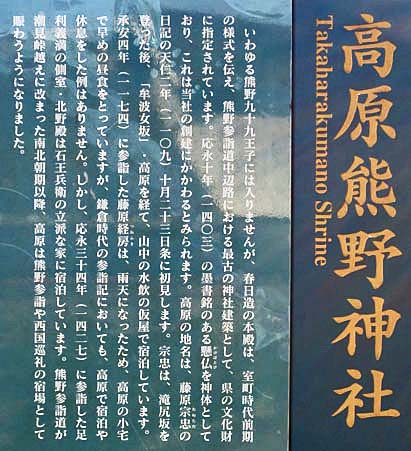 高原熊野神社
Takaharakumano Shrine
いわゆる熊野九十九王子には入りませんが、春日造の本殿は、室町時代前期
の様式を伝え、熊野参詣道中辺路における最古の神社建築として、県の文化財
に指定されています。応永十年（一四〇三）の墨書銘のある懸仏を神体として
おり、これは当社の創建にかかわるとみられます。高原の地名は、藤原宗忠の
日記の天仁二年（一一〇九）十月二十三日条に初見します。宗忠は、滝尻坂を
登った後、「牟波女坂」・高原を経て、山中の水飲の仮屋で宿泊しています。
承安四年（一一七四）に参詣した藤原経房は、雨天になったため、高原の小宅
で早めの昼食をとっていますが、鎌倉時代の参詣記においても、高原で宿泊や
休息をした例はありません。しかし、応永三十四年（一四二七）に参詣した足
利義満の側室・北野殿は石王兵衛の立派な家に宿泊しています。熊野参詣道が
潮見峠越えに改まった南北朝期以降、高原は熊野参詣や西国巡礼の宿場として
賑わうようになりました。